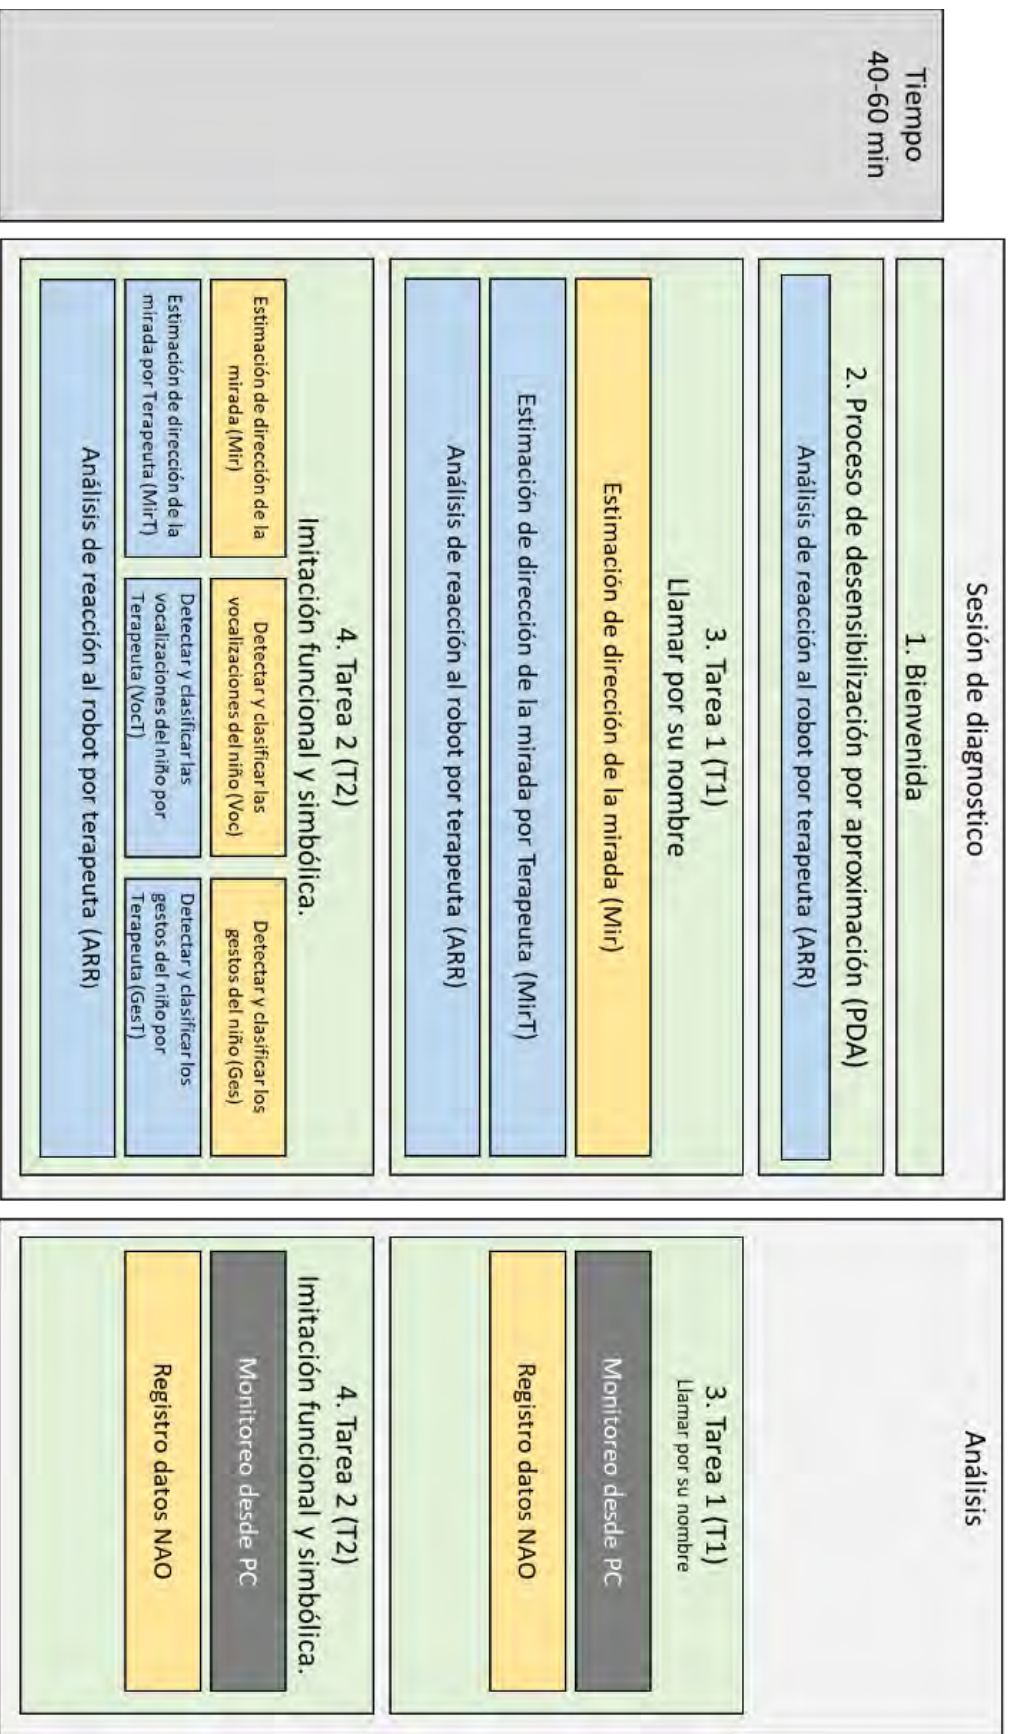 Tiempo
40-60 min
Sesión de diagnostico
1. Bienvenida
2. Proceso de desensibilización por aproximación (PDA)
Análisis de reacción al robot por terapeuta (ARR)
3. Tarea 1 (T1)
Llamar por su nombre
Estimación de dirección de la mirada (Mir)
Estimación de dirección de la mirada por Terapeuta (MirT)
Análisis de reacción al robot por terapeuta (ARR)
4. Tarea 2 (T2)
Imitación funcional y simbólica.
Estimación de dirección de la
mirada (Mir)
Detectar y clasificar las
vocalizaciones del niño (Voc)
Detectar y clasificar los
gestos del niño (Ges)
Estimación de dirección de la
mirada por Terapeuta (MirT)
Detectar y clasificar las
vocalizaciones del niño por
Terapeuta (VocT)
Detectar y clasificar los
gestos del niño por
Terapeuta (GesT)
Análisis de reacción al robot por terapeuta (ARR)
Análisis
3. Tarea 1 (T1)
Llamar por su nombre
Monitoreo desde PC
Registro datos NAO
4. Tarea 2 (T2)
Imitación funcional y simbólica.
Monitoreo desde PC
Registro datos NAO